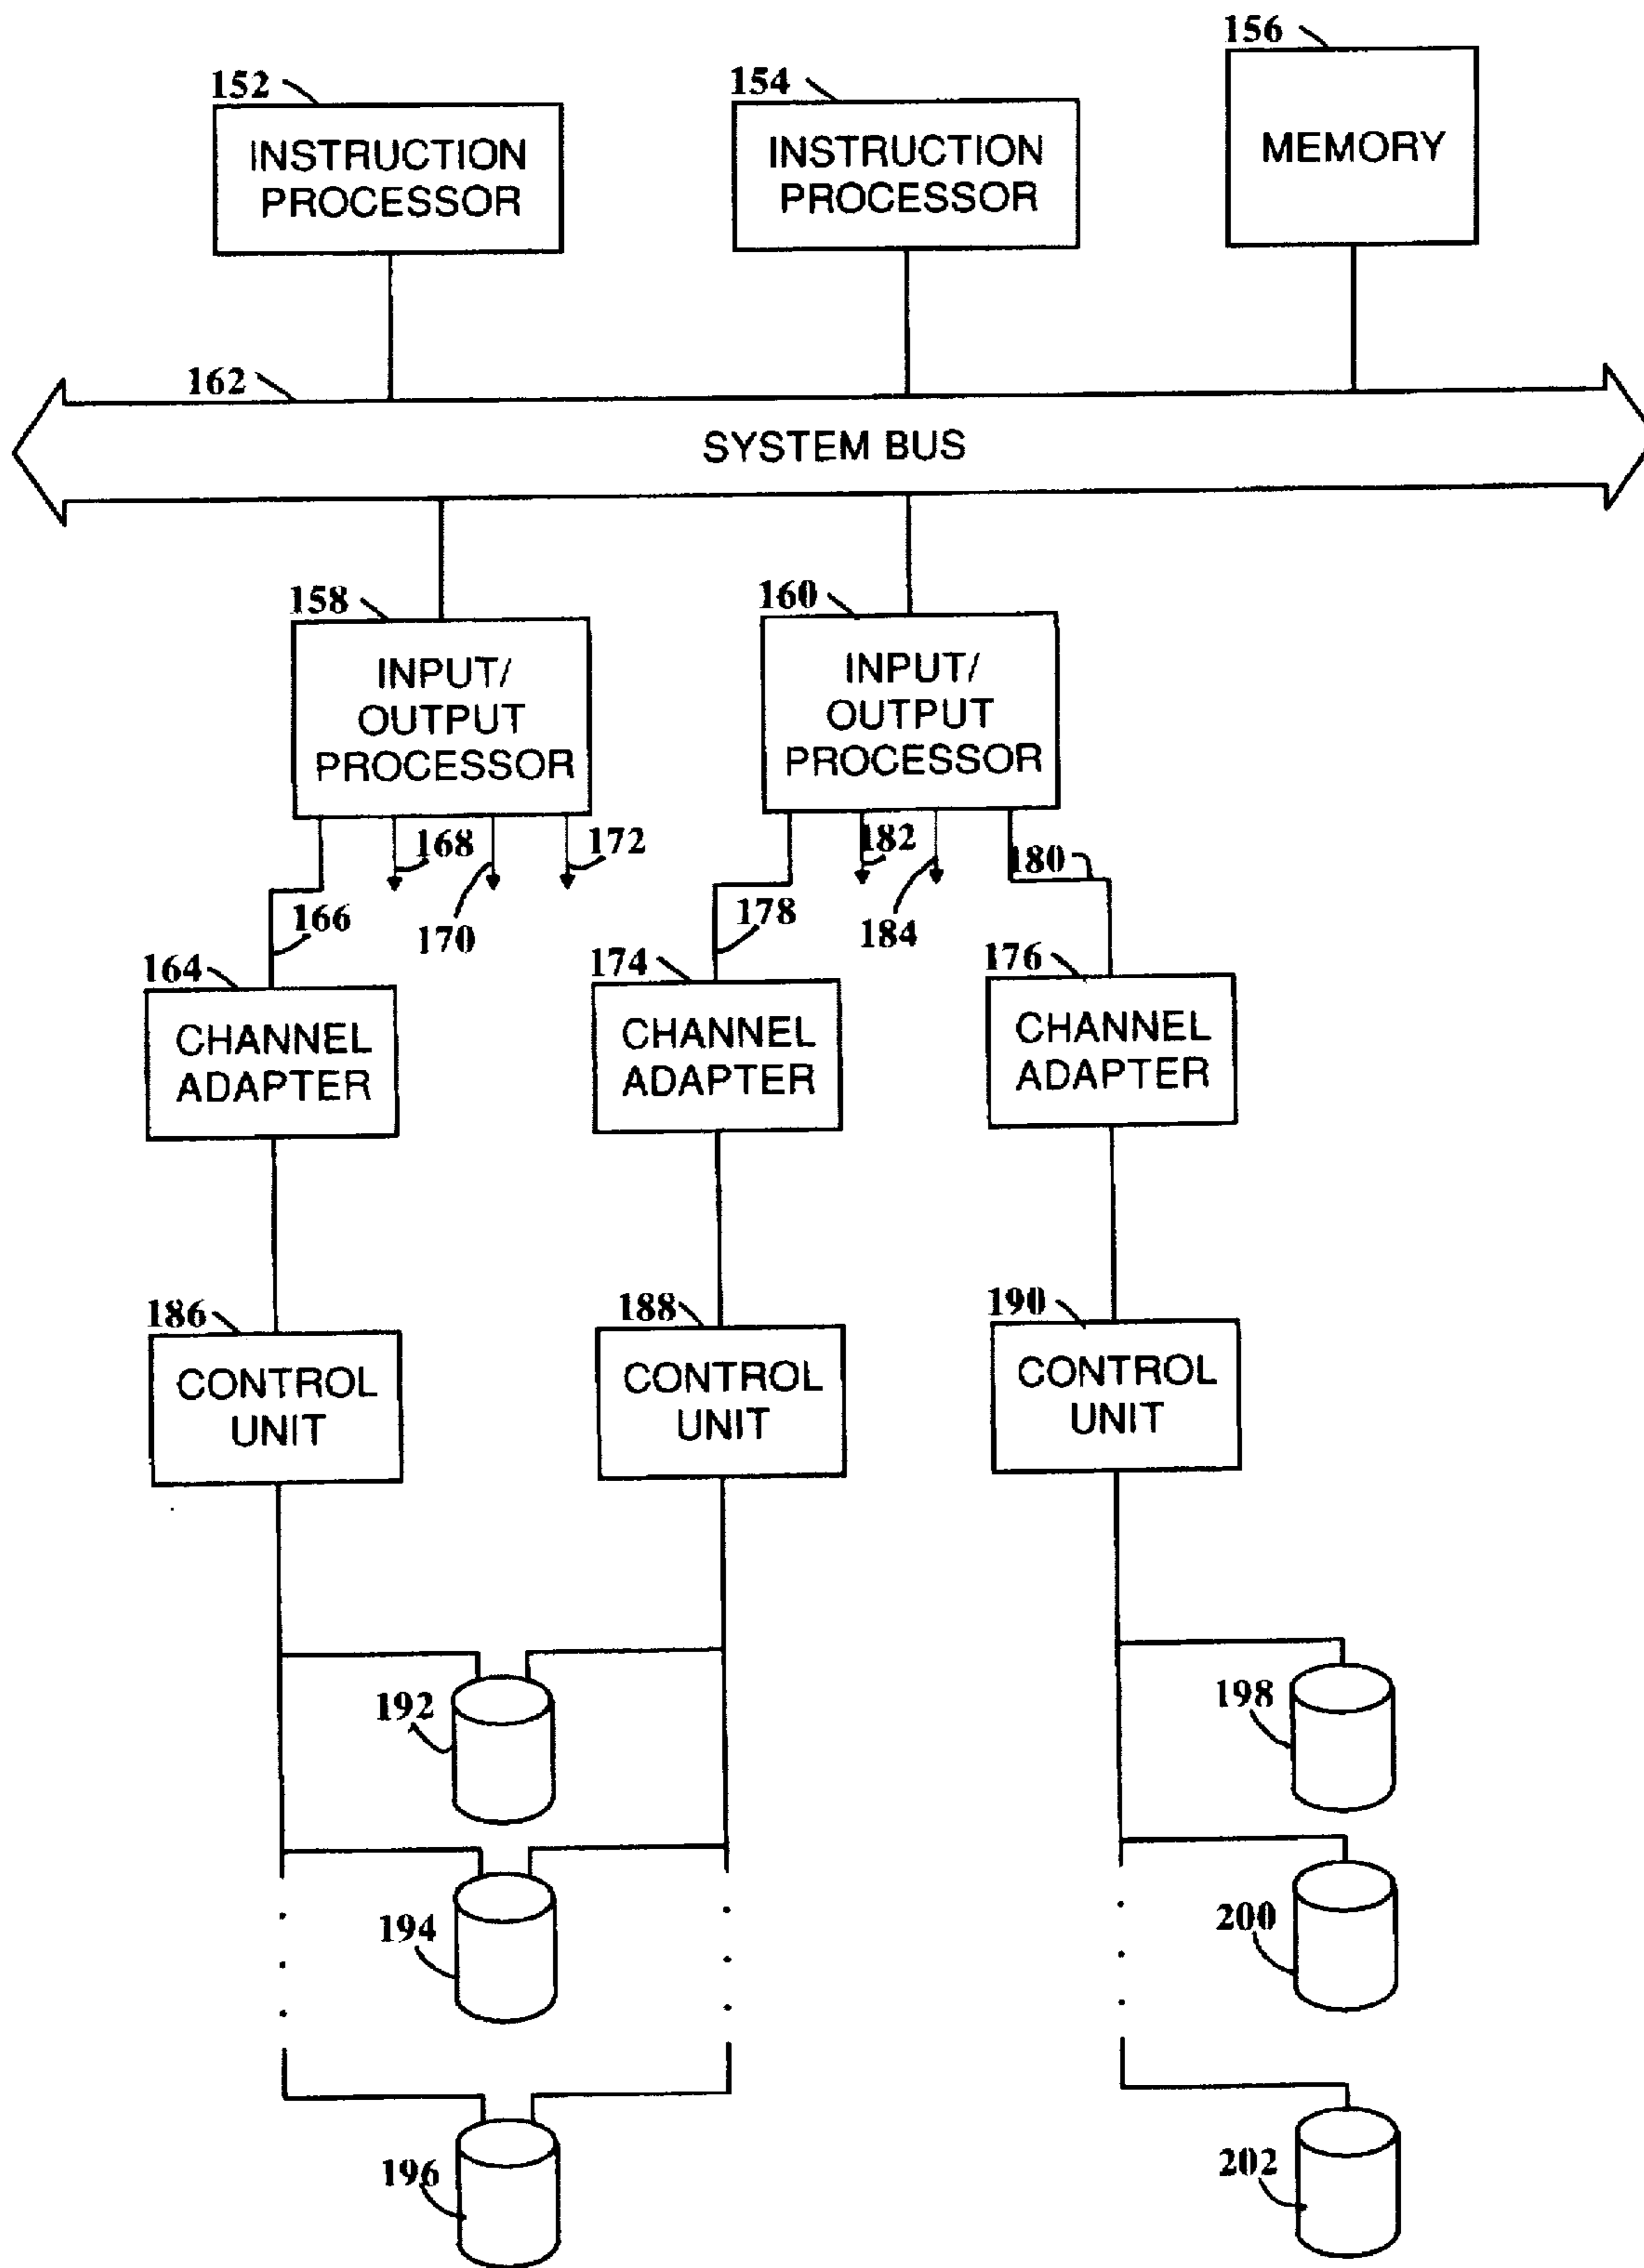 156
152
154
INSTRUCTION
PROCESSOR
INSTRUCTION
PROCESSOR
MEMORY
162
SYSTEM BUS
158
160
INPUT/
OUTPUT
PROCESSOR
INPUT/
OUTPUT
PROCESSOR
168
172
182
180
166
170
178
184
164
174
176
CHANNEL
ADAPTER
CHANNEL
ADAPTER
CHANNEL
ADAPTER
186
188
190
CONTROL
UNIT
CONTROL
UNIT
CONTROL
UNIT
192
198
194
200
196
202